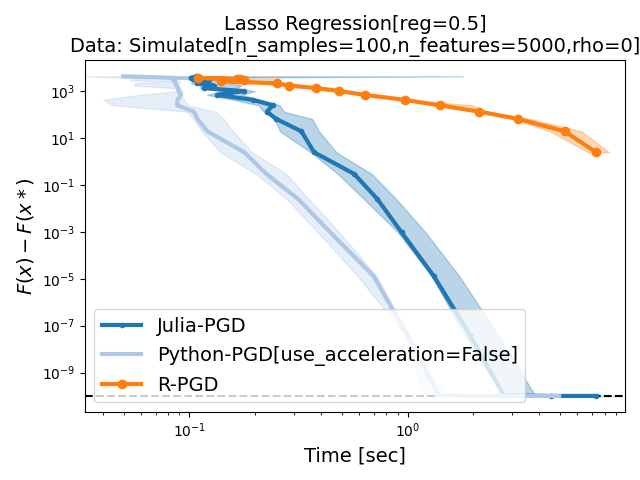 Lasso Regression[reg=0.5]
Data: Simulated[n_samples=100,n_features=5000,rho=0]
10³
10¹
10⁻¹
10⁻³
10⁻⁵
10⁻⁷
10⁻⁹
F(x) − F(x*)
Julia-PGD
Python-PGD[use_acceleration=False]
R-PGD
10⁻¹
10⁰
Time [sec]